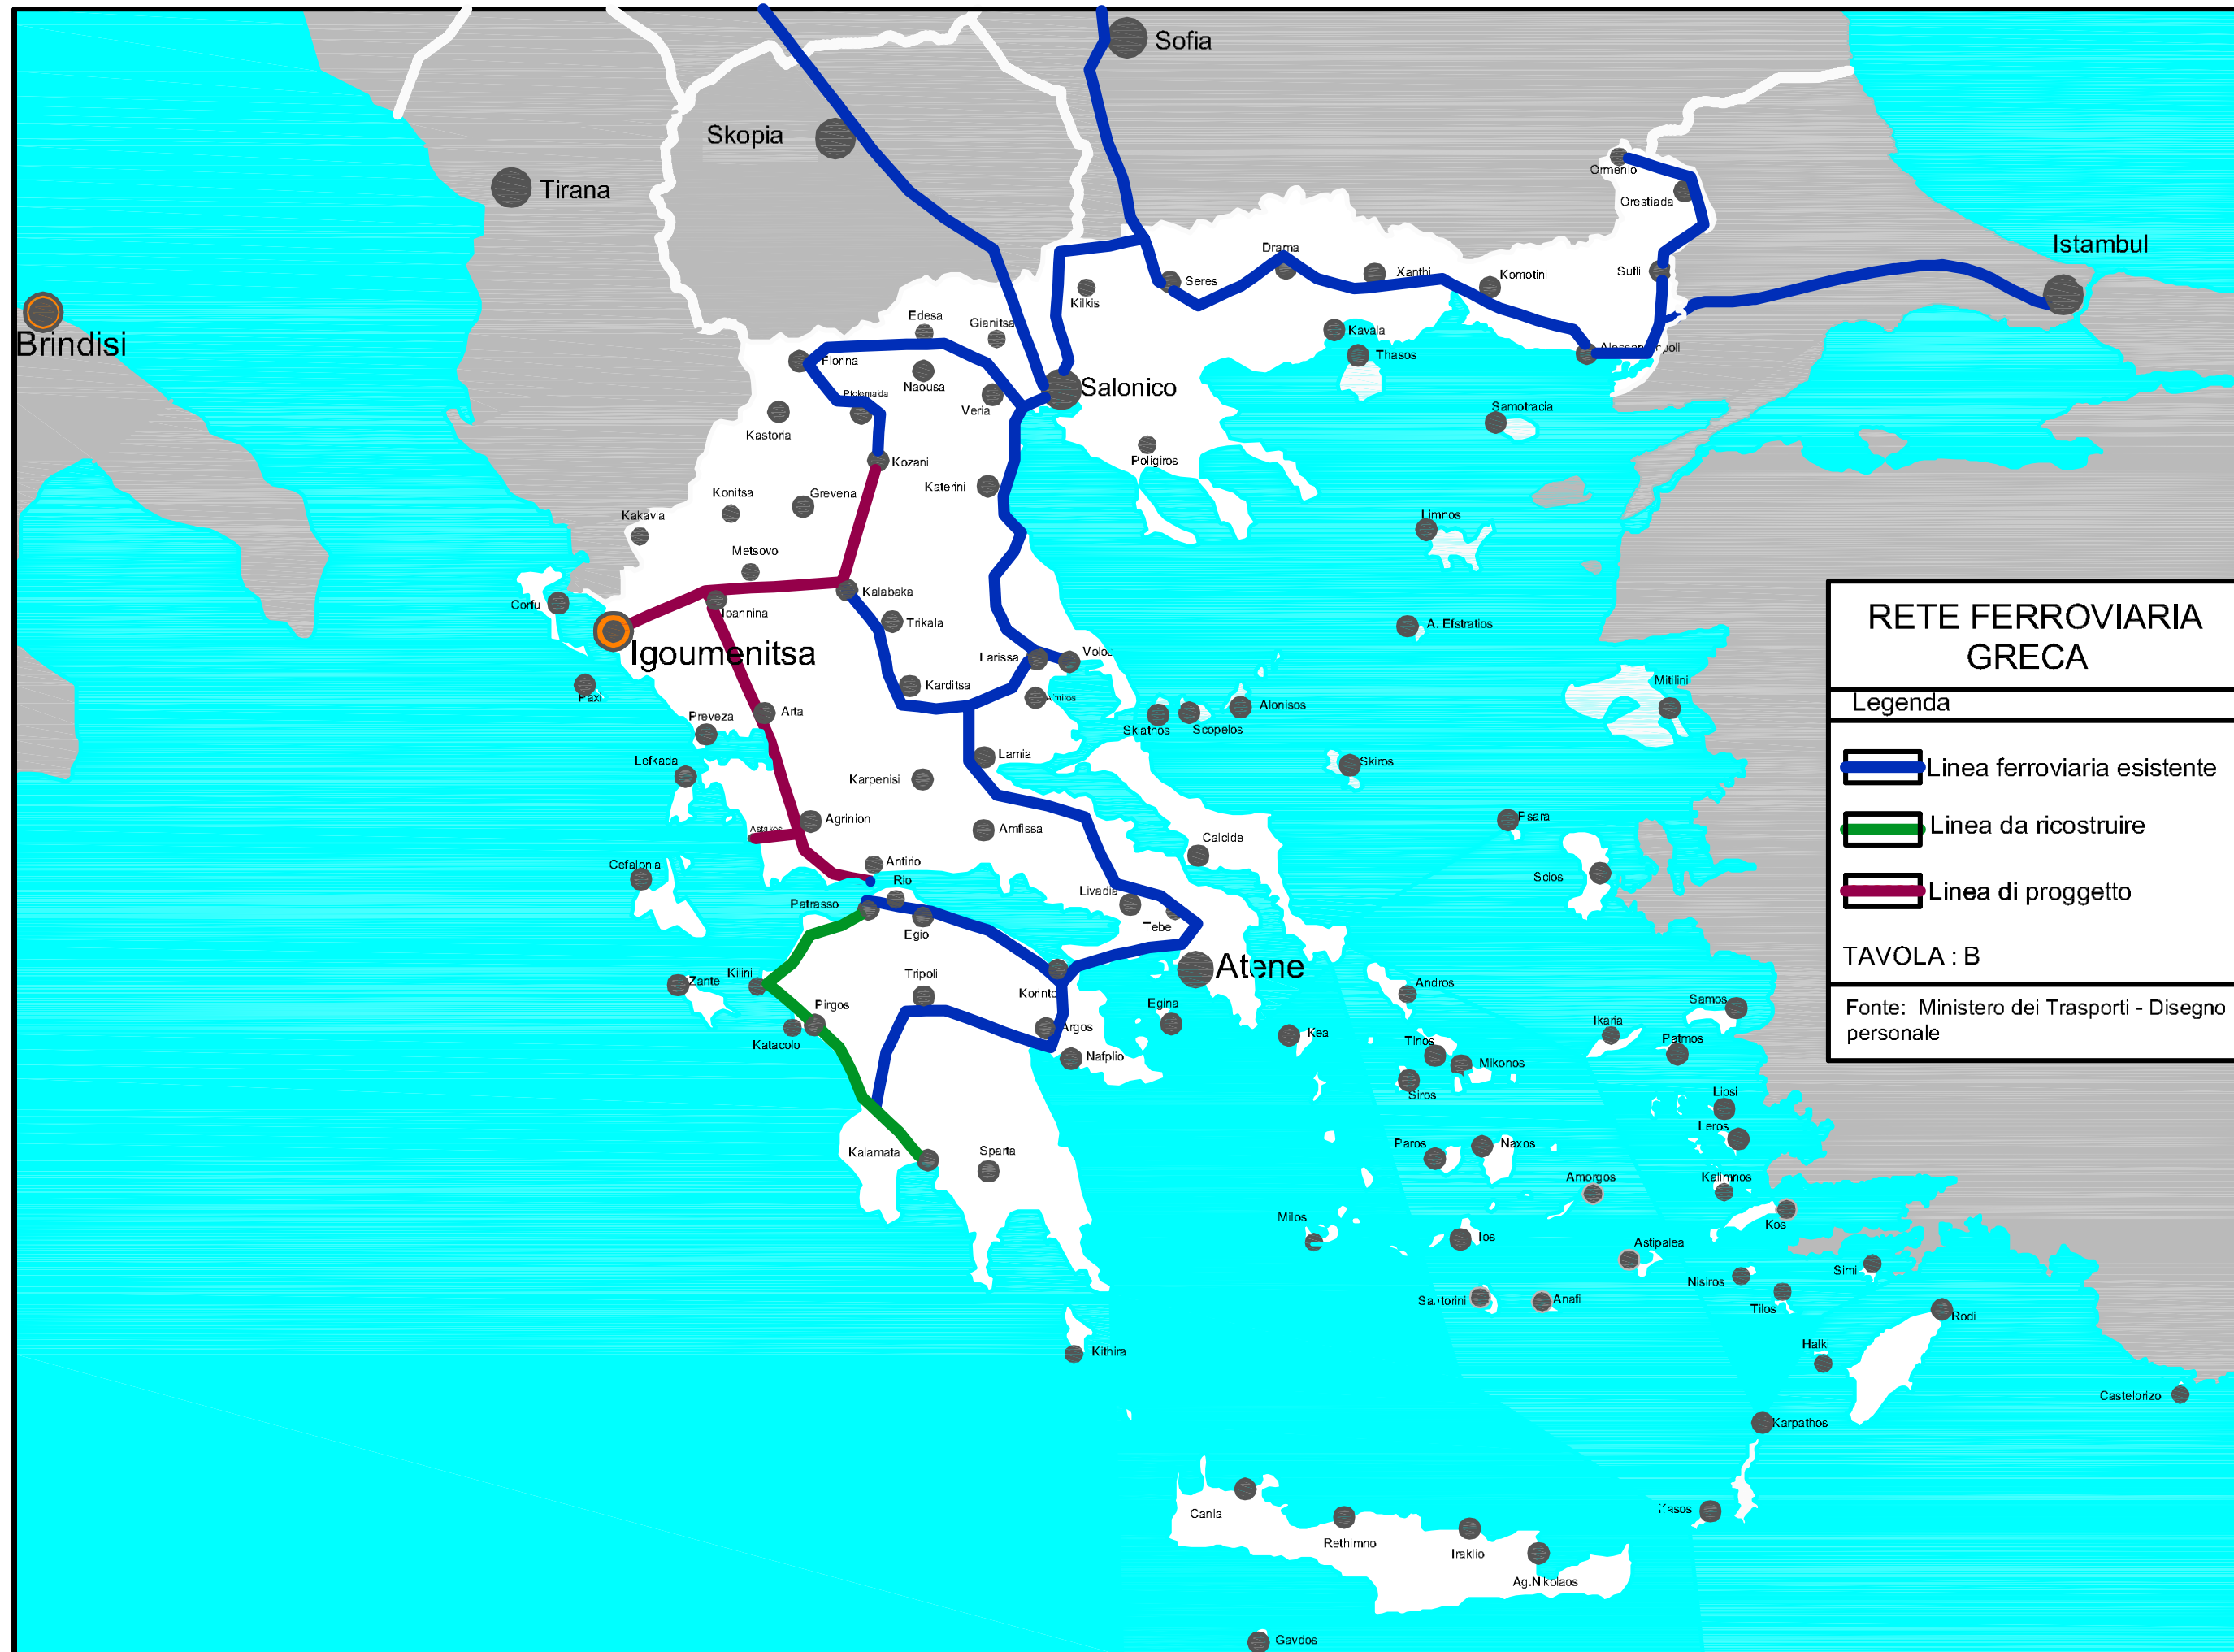 Sofia
Skopia
Tirana
Ormenio
Orestiada
Istambul
Drama
Xanthi
Komotini
Sufli
Seres
Kilkis
Brindisi
Edesa
Gianitsa
Kavala
Thasos
Florina
Naousa
Salonico
Ptolemaida
Veria
Kastoria
Samotracia
Poligiros
Kozani
Katerini
Konitsa
Grevena
Kakavia
Limnos
Metsovo
Kalabaka
Corfu
Ioannina
Trikala
A. Efstratios
Igoumenitsa
Larissa
Volos
Karditsa
Paxi
Mitilini
Arta
Preveza
Alonisos
Skiathos
Scopelos
Lamia
Lefkada
Karpenisi
Skiros
Agrinion
Astakos
Amfissa
Psara
Calcide
Antirio
Cefalonia
Rio
Scios
Livadia
Patrasso
Egio
Tebe
Atene
Kilini
Zante
Tripoli
Korinto
Andros
Egina
Samos
Pirgos
Argos
Katacolo
Kea
Ikaria
Tinos
Patmos
Nafplio
Mikonos
Siros
Lipsi
Leros
Paros
Naxos
Kalamata
Sparta
Amorgos
Kalimnos
Milos
Kos
Ios
Astipalea
Nisiros
Simi
Tilos
Anafi
Rodi
Halki
Kithira
Castelorizo
Karpathos
Cania
Rethimno
Iraklio
Ag.Nikolaos
Gavdos
RETE FERROVIARIA
GRECA
Legenda
Linea ferroviaria esistente
Linea da ricostruire
Linea di proggetto
TAVOLA : B
Fonte: Ministero dei Trasporti - Disegno
personale